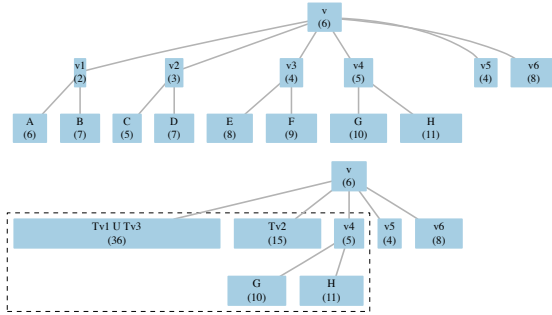 v
(6)
v1
(2)
v2
(3)
v3
(4)
v4
(5)
v5
(4)
v6
(8)
A
(6)
B
(7)
C
(5)
D
(7)
E
(8)
F
(9)
G
(10)
H
(11)
v
(6)
Tv1 U Tv3
(36)
Tv2
(15)
v4
(5)
v5
(4)
v6
(8)
G
(10)
H
(11)